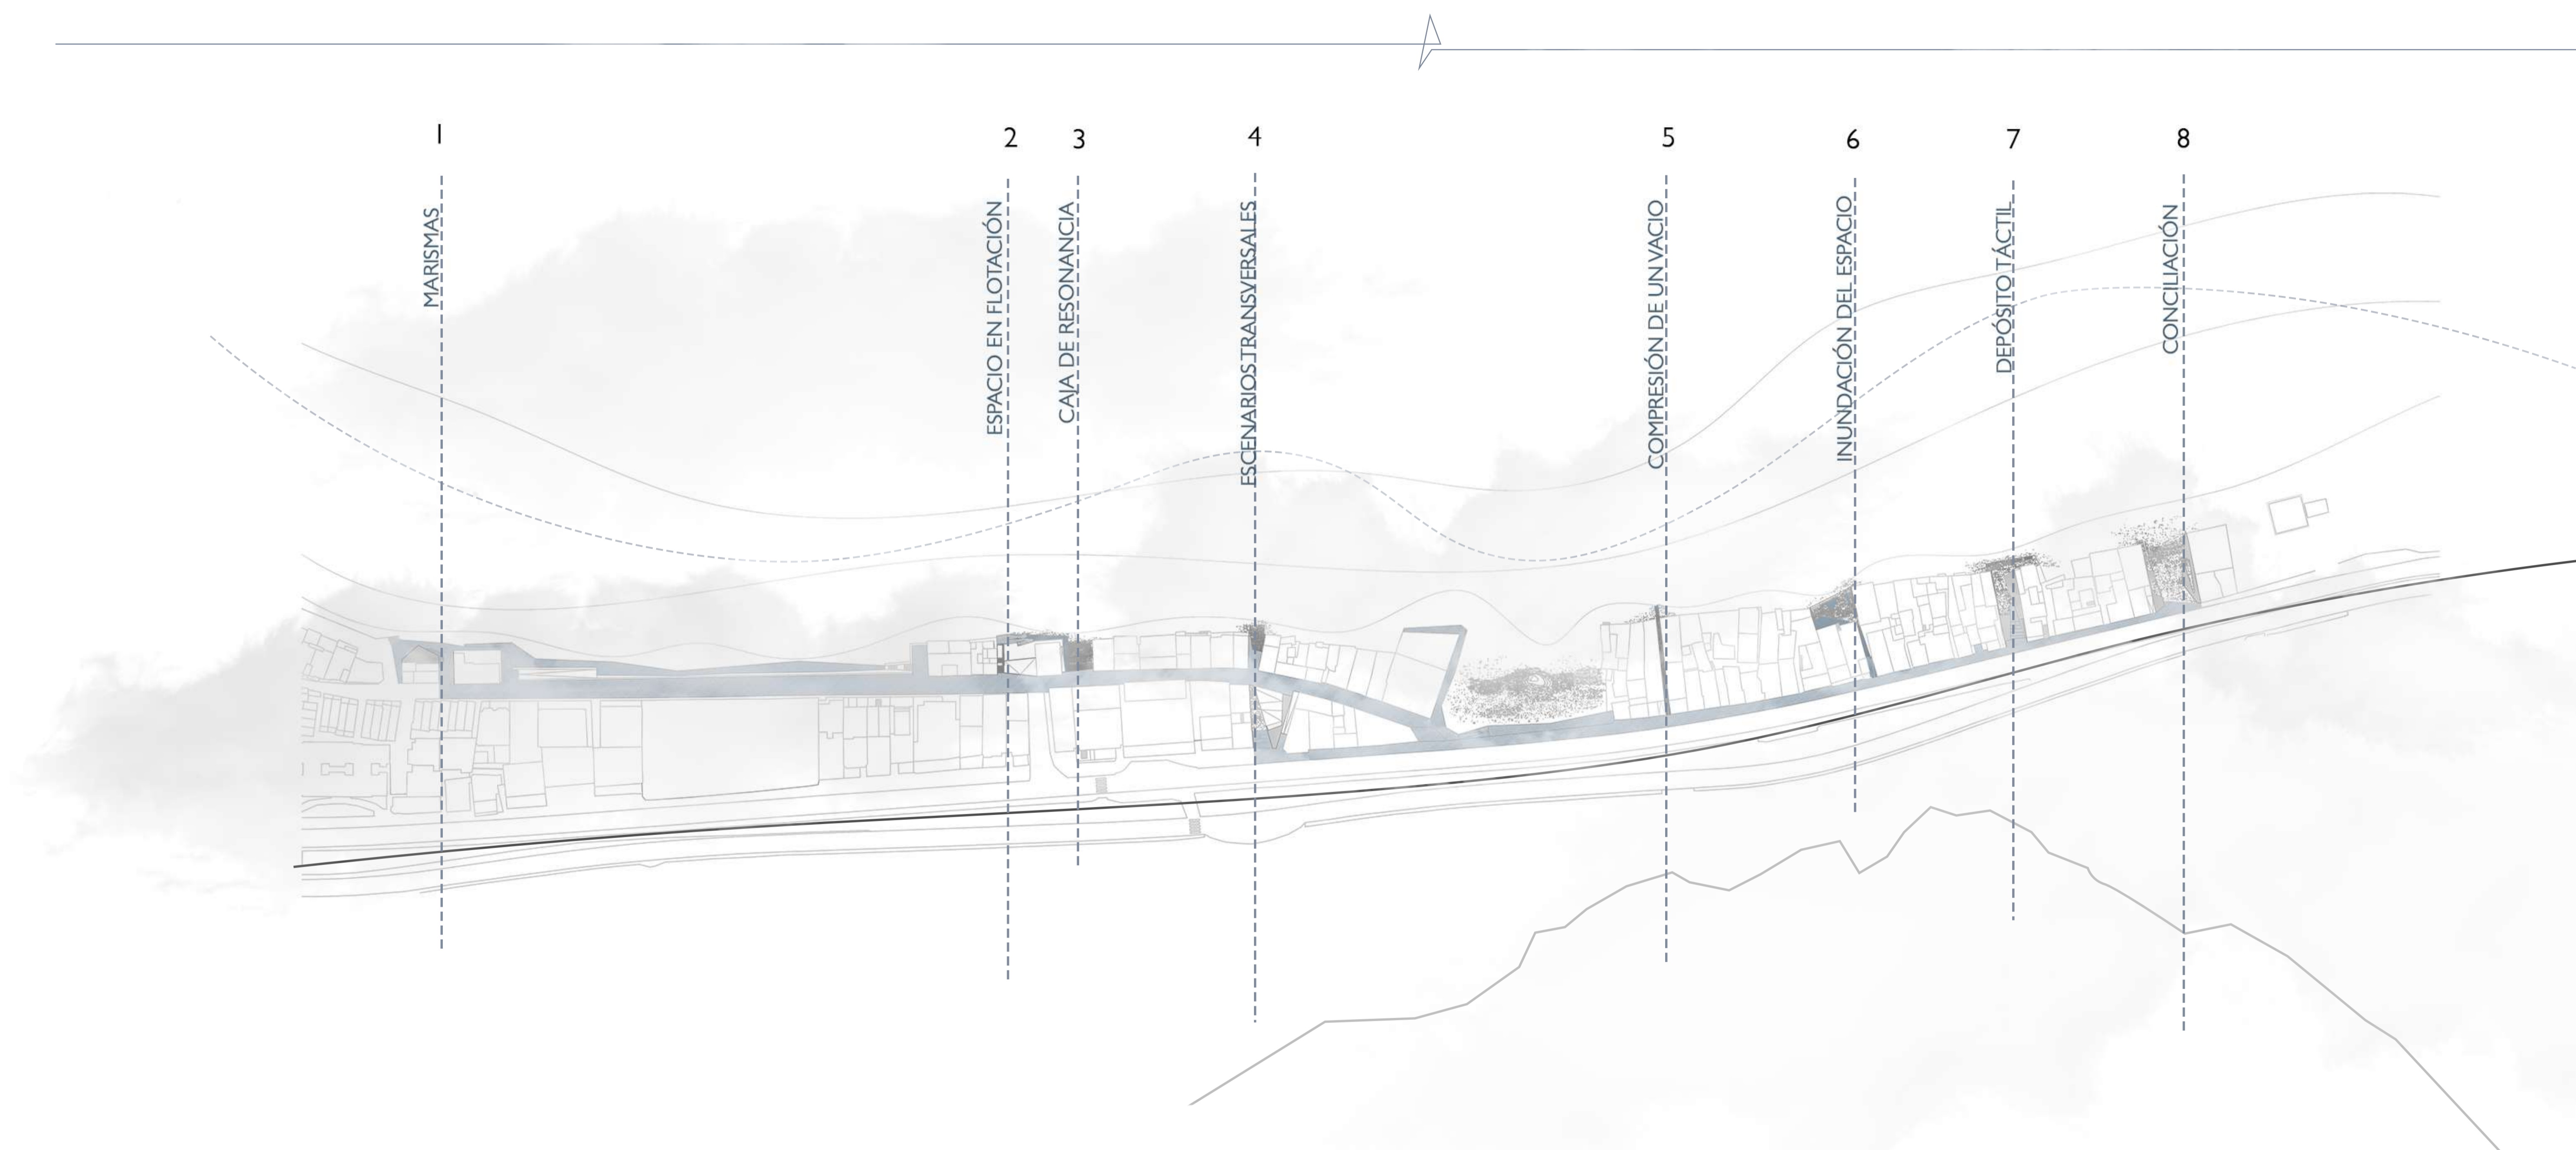 1
2
3
4
5
6
7
8
MARISMAS
ESPACIO EN FLOTACIÓN
CAJA DE RESONANCIA
ESCENARIOS TRANSVERSALES
COMPRESIÓN DE UN VACIO
INUNDACIÓN DEL ESPACIO
DEPÓSITO TÁCTIL
CONCILIACIÓN